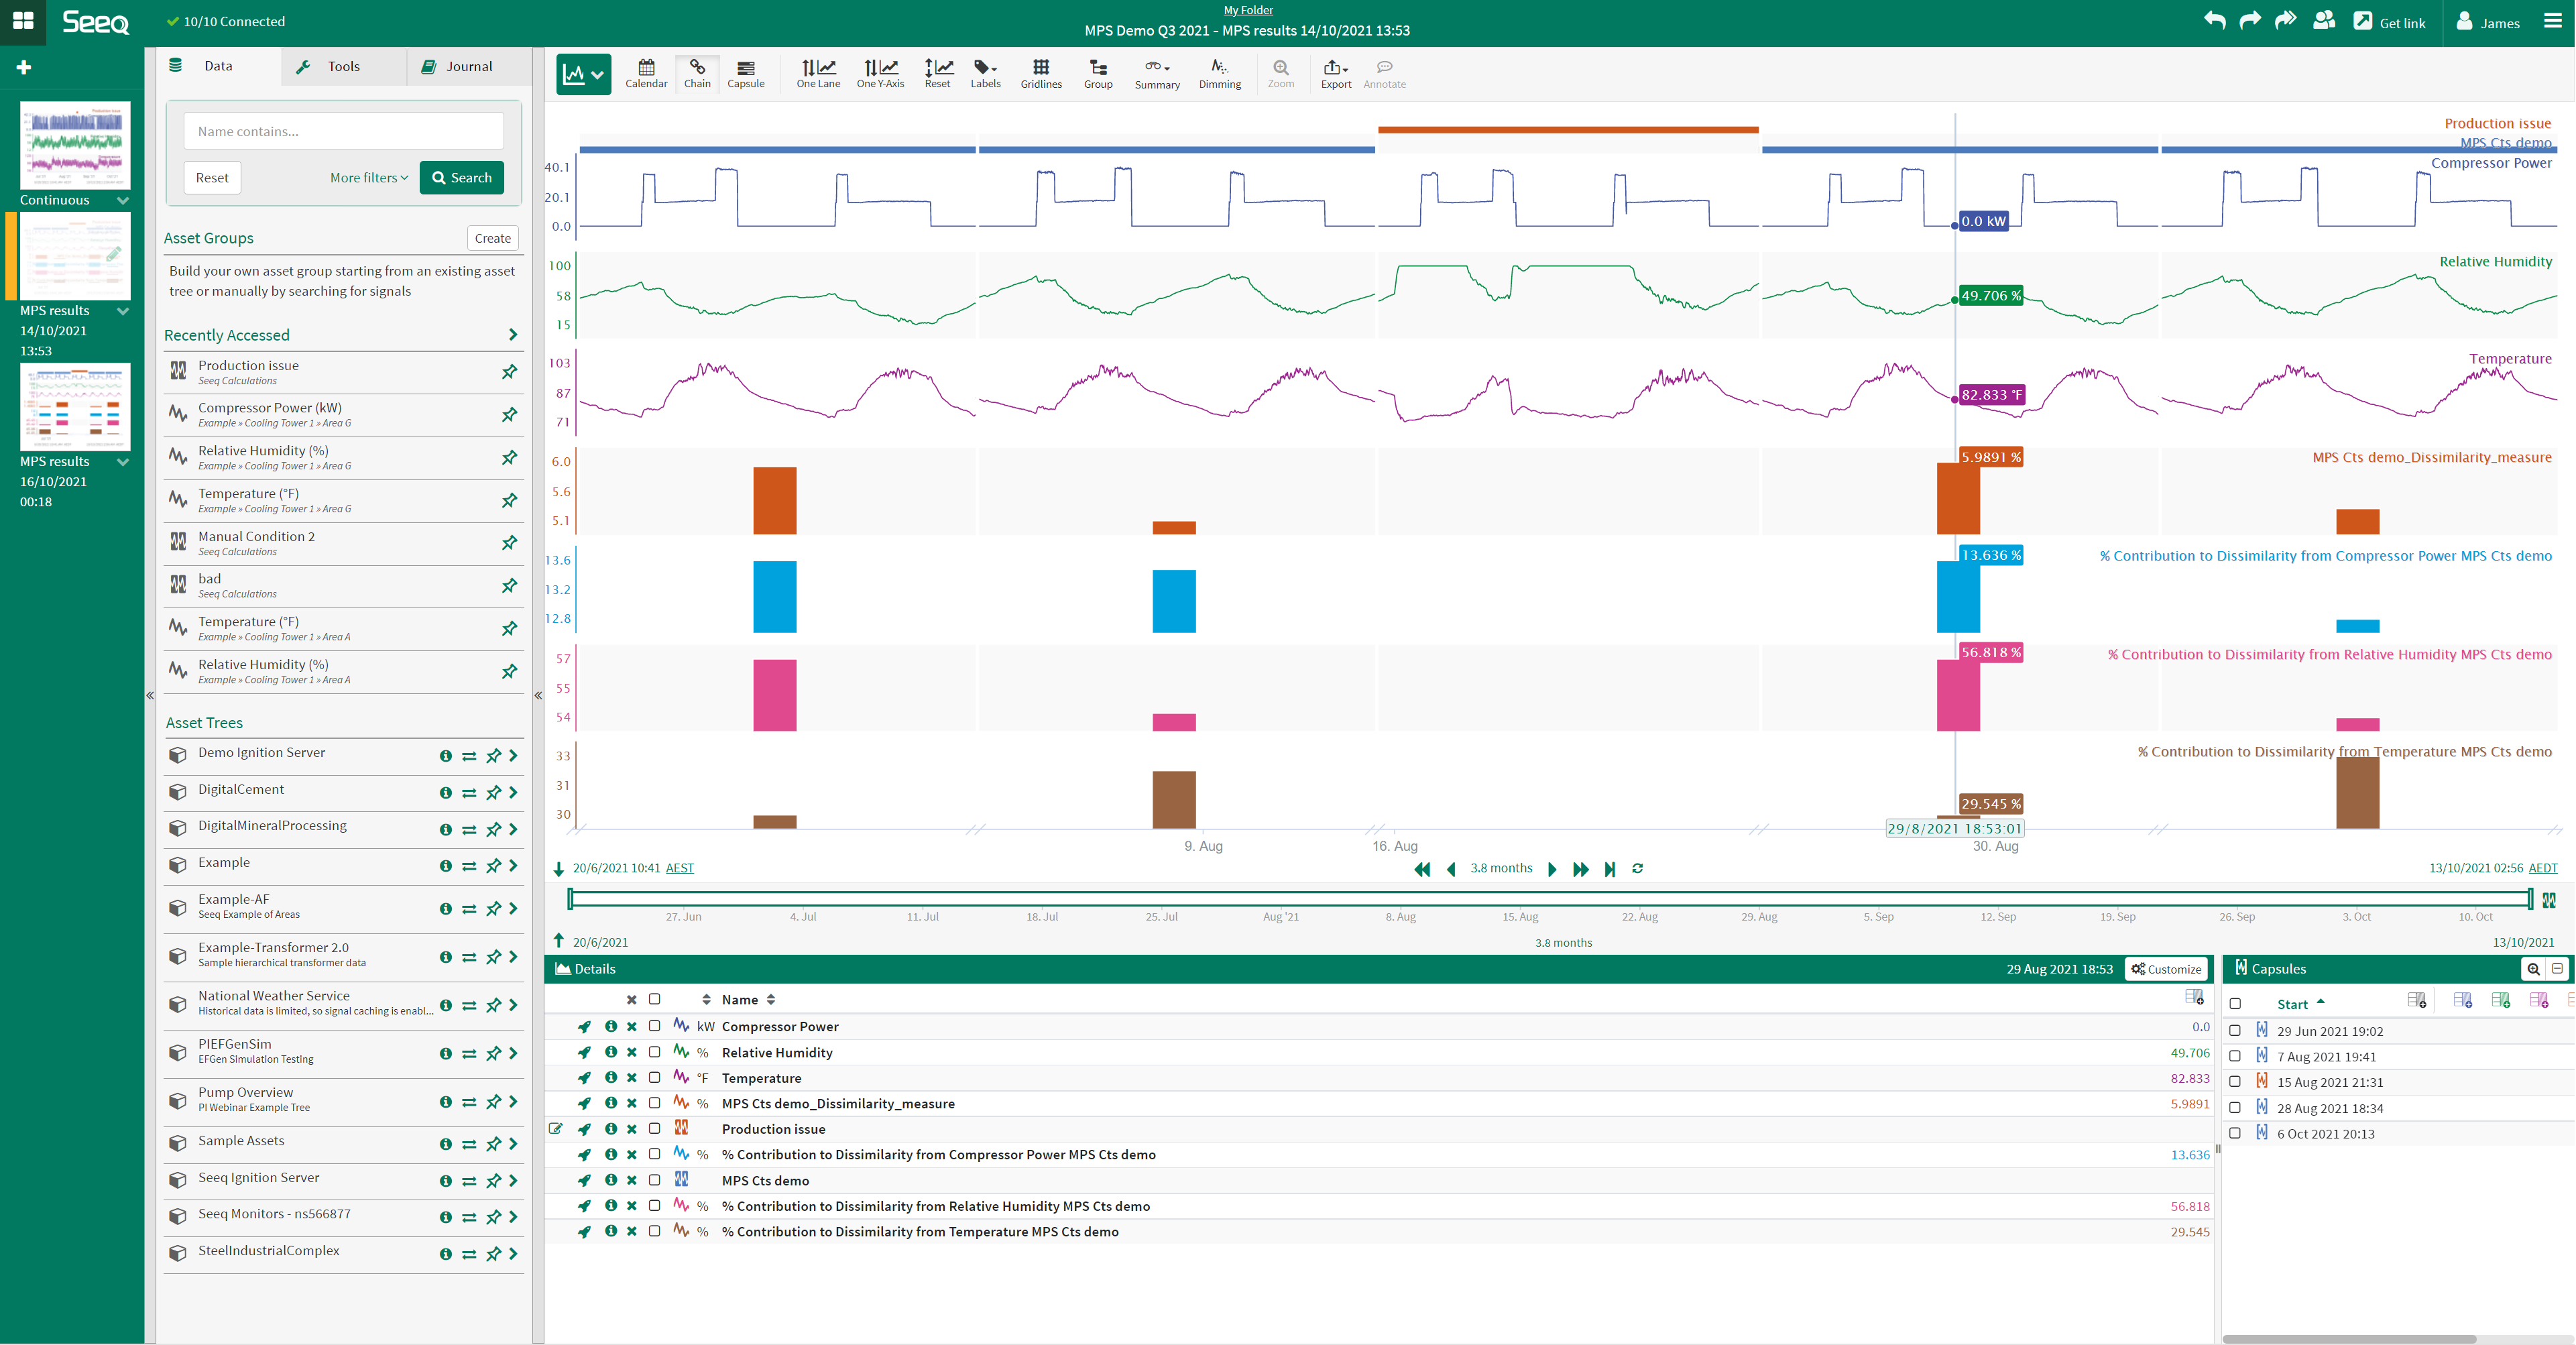 Seeq
10/10 Connected
My Folder
MPS Demo Q3 2021 - MPS results 14/10/2021 13:53
Get link
James
Continuous
MPS results
14/10/2021
13:53
MPS results
16/10/2021
00:18
Data
Tools
Journal
Name contains...
Reset
More filters
Search
Asset Groups
Create
Build your own asset group starting from an existing asset
tree or manually by searching for signals
Recently Accessed
Production issue
Seeq Calculations
Compressor Power (kW)
Example » Cooling Tower 1 » Area G
Relative Humidity (%)
Example » Cooling Tower 1 » Area G
Temperature (°F)
Example » Cooling Tower 1 » Area G
Manual Condition 2
Seeq Calculations
bad
Seeq Calculations
Temperature (°F)
Example » Cooling Tower 1 » Area A
Relative Humidity (%)
Example » Cooling Tower 1 » Area A
Asset Trees
Demo Ignition Server
DigitalCement
DigitalMineralProcessing
Example
Example-AF
Seeq Example of Areas
Example-Transformer 2.0
Sample hierarchical transformer data
National Weather Service
Historical data is limited, so signal caching is enabl...
PIEFGenSim
EFGen Simulation Testing
Pump Overview
PI Webinar Example Tree
Sample Assets
Seeq Ignition Server
Seeq Monitors - ns566877
SteelIndustrialComplex
Calendar
Chain
Capsule
One Lane
One Y-Axis
Reset
Labels
Gridlines
Group
Summary
Dimming
Zoom
Export
Annotate
Production issue
MPS Cts demo
Compressor Power
40.1
20.1
0.0
0.0 kW
Relative Humidity
100
58
15
49.706 %
Temperature
103
87
71
82.833 °F
MPS Cts demo_Dissimilarity_measure
6.0
5.6
5.1
5.9891 %
% Contribution to Dissimilarity from Compressor Power MPS Cts demo
13.6
13.2
12.8
13.636 %
% Contribution to Dissimilarity from Relative Humidity MPS Cts demo
57
55
54
56.818 %
% Contribution to Dissimilarity from Temperature MPS Cts demo
33
31
30
29.545 %
29/8/2021 18:53:01
9. Aug
16. Aug
30. Aug
20/6/2021 10:41 AEST
3.8 months
13/10/2021 02:56 AEDT
27. Jun
4. Jul
11. Jul
18. Jul
25. Jul
Aug '21
8. Aug
15. Aug
22. Aug
29. Aug
5. Sep
12. Sep
19. Sep
26. Sep
3. Oct
10. Oct
20/6/2021
3.8 months
13/10/2021
Details
29 Aug 2021 18:53
Customize
Name
kW Compressor Power 0.0
% Relative Humidity 49.706
°F Temperature 82.833
% MPS Cts demo_Dissimilarity_measure 5.9891
Production issue
% % Contribution to Dissimilarity from Compressor Power MPS Cts demo 13.636
MPS Cts demo
% % Contribution to Dissimilarity from Relative Humidity MPS Cts demo 56.818
% % Contribution to Dissimilarity from Temperature MPS Cts demo 29.545
Capsules
Start
29 Jun 2021 19:02
7 Aug 2021 19:41
15 Aug 2021 21:31
28 Aug 2021 18:34
6 Oct 2021 20:13